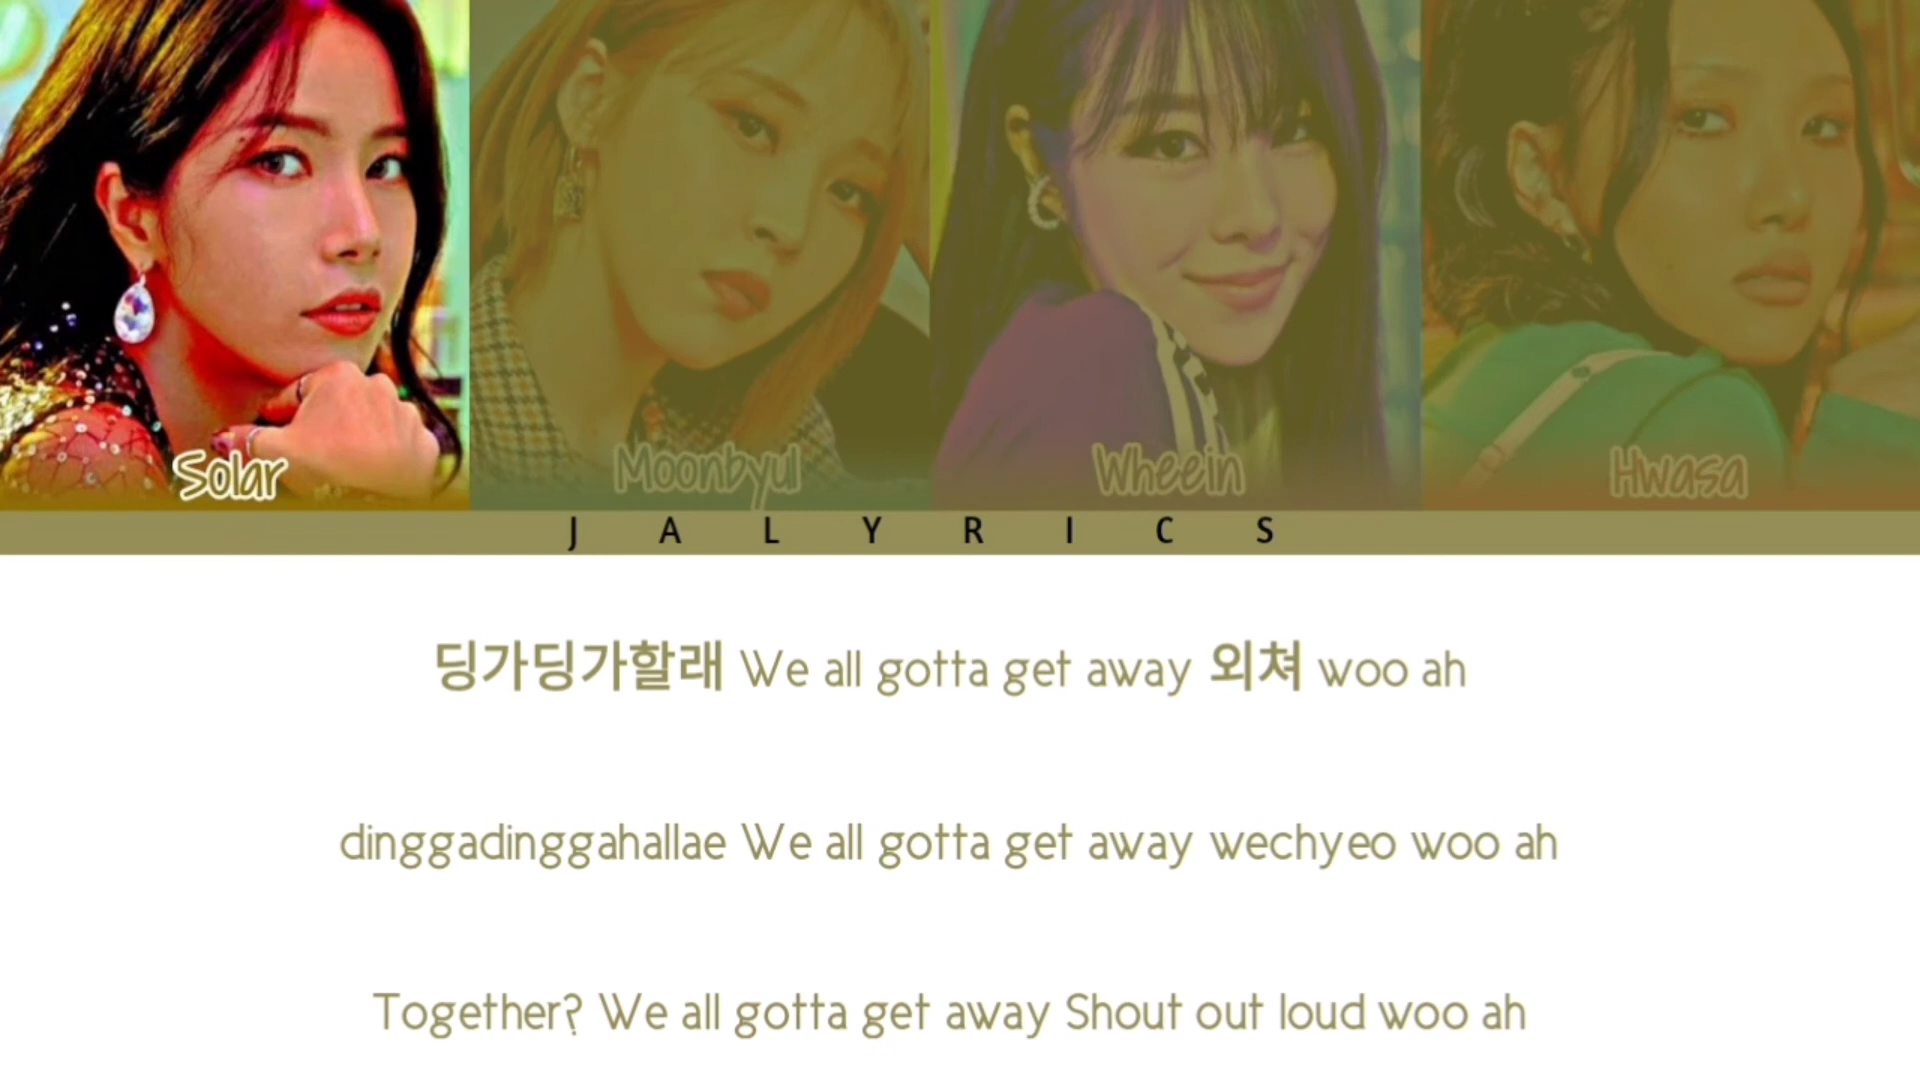 Solar Moonbyul Wheein Hwasa
J A L Y R I C S
딩가딩가할래 We all gotta get away 외쳐 woo ah
dinggadinggahallae We all gotta get away wechyeo woo ah
Together? We all gotta get away Shout out loud woo ah